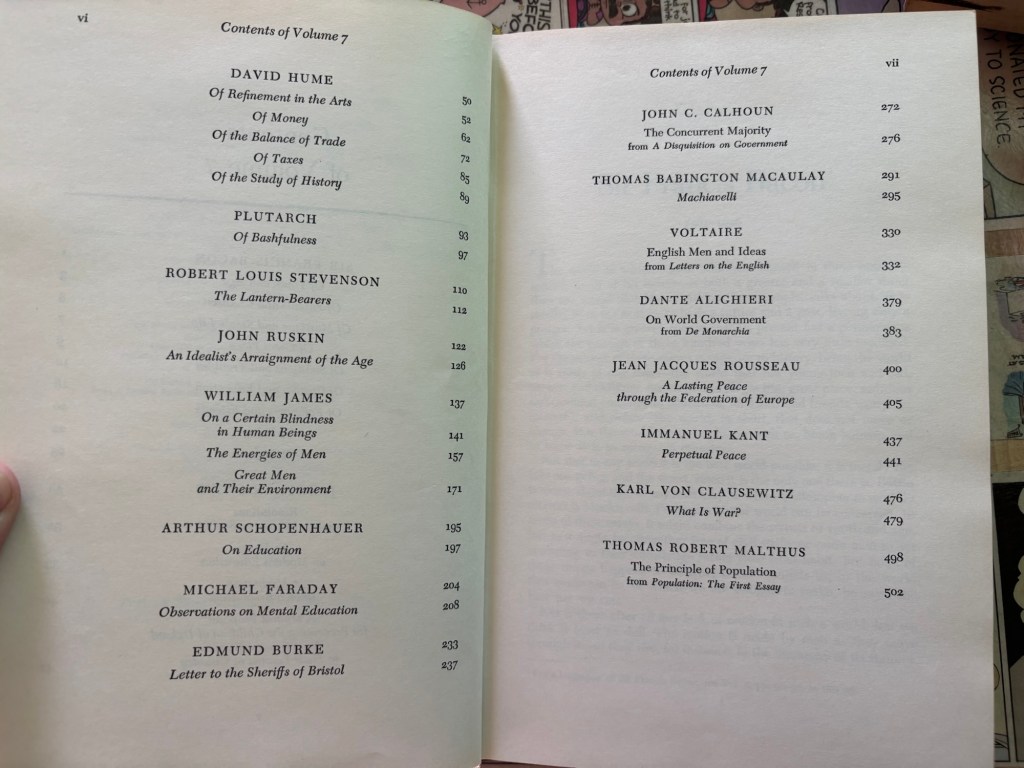 vi
Contents of Volume 7
DAVID HUME 50
Of Refinement in the Arts 52
Of Money 62
Of the Balance of Trade 72
Of Taxes 85
Of the Study of History 89
PLUTARCH 93
Of Bashfulness 97
ROBERT LOUIS STEVENSON 110
The Lantern-Bearers 112
JOHN RUSKIN 122
An Idealist's Arraignment of the Age 126
WILLIAM JAMES 137
On a Certain Blindness
in Human Beings 141
The Energies of Men 157
Great Men
and Their Environment 171
ARTHUR SCHOPENHAUER 195
On Education 197
MICHAEL FARADAY 204
Observations on Mental Education 208
EDMUND BURKE 233
Letter to the Sheriffs of Bristol 237
Contents of Volume 7
vii
JOHN C. CALHOUN 272
The Concurrent Majority
from A Disquisition on Government 276
THOMAS BABINGTON MACAULAY 291
Machiavelli 295
VOLTAIRE 330
English Men and Ideas
from Letters on the English 332
DANTE ALIGHIERI 379
On World Government
from De Monarchia 383
JEAN JACQUES ROUSSEAU 400
A Lasting Peace
through the Federation of Europe 405
IMMANUEL KANT 437
Perpetual Peace 441
KARL VON CLAUSEWITZ 476
What Is War? 479
THOMAS ROBERT MALTHUS 498
The Principle of Population
from Population: The First Essay 502
THIS
TO SCIENCE